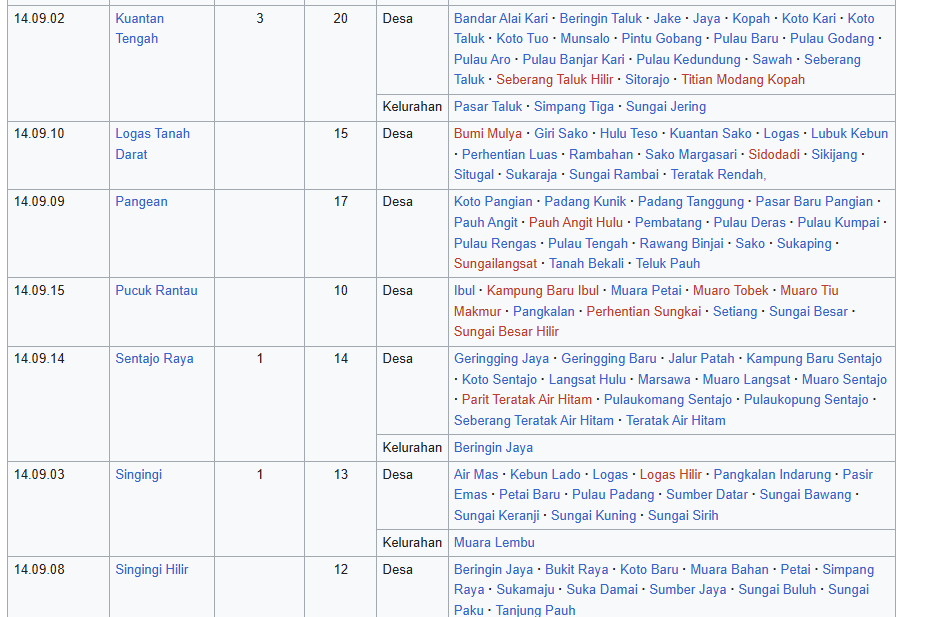 14.09.02 Kuantan 3 20 Desa Bandar Alai Kari · Beringin Taluk · Jake · Jaya · Kopah · Koto Kari · Koto
Tengah Taluk · Koto Tuo · Munsalo · Pintu Gobang · Pulau Baru · Pulau Godang ·
Pulau Aro · Pulau Banjar Kari · Pulau Kedundung · Sawah · Seberang
Taluk · Seberang Taluk Hilir · Sitorajo · Titian Modang Kopah
Kelurahan Pasar Taluk · Simpang Tiga · Sungai Jering
14.09.10 Logas Tanah 15 Desa Bumi Mulya · Giri Sako · Hulu Teso · Kuantan Sako · Logas · Lubuk Kebun
Darat · Perhentian Luas · Rambahan · Sako Margasari · Sidodadi · Sikijang ·
Situgal · Sukaraja · Sungai Rambai · Teratak Rendah,
14.09.09 Pangean 17 Desa Koto Pangian · Padang Kunik · Padang Tanggung · Pasar Baru Pangian ·
Pauh Angit · Pauh Angit Hulu · Pembatang · Pulau Deras · Pulau Kumpai ·
Pulau Rengas · Pulau Tengah · Rawang Binjai · Sako · Sukaping ·
Sungailangsat · Tanah Bekali · Teluk Pauh
14.09.15 Pucuk Rantau 10 Desa Ibul · Kampung Baru Ibul · Muara Petai · Muaro Tobek · Muaro Tiu
Makmur · Pangkalan · Perhentian Sungkai · Setiang · Sungai Besar ·
Sungai Besar Hilir
14.09.14 Sentajo Raya 1 14 Desa Geringging Jaya · Geringging Baru · Jalur Patah · Kampung Baru Sentajo
· Koto Sentajo · Langsat Hulu · Marsawa · Muaro Langsat · Muaro Sentajo
· Parit Teratak Air Hitam · Pulaukomang Sentajo · Pulaukopung Sentajo ·
Seberang Teratak Air Hitam · Teratak Air Hitam
Kelurahan Beringin Jaya
14.09.03 Singingi 1 13 Desa Air Mas · Kebun Lado · Logas · Logas Hilir · Pangkalan Indarung · Pasir
Emas · Petai Baru · Pulau Padang · Sumber Datar · Sungai Bawang ·
Sungai Keranji · Sungai Kuning · Sungai Sirih
Kelurahan Muara Lembu
14.09.08 Singingi Hilir 12 Desa Beringin Jaya · Bukit Raya · Koto Baru · Muara Bahan · Petai · Simpang
Raya · Sukamaju · Suka Damai · Sumber Jaya · Sungai Buluh · Sungai
Paku · Tanjung Pauh